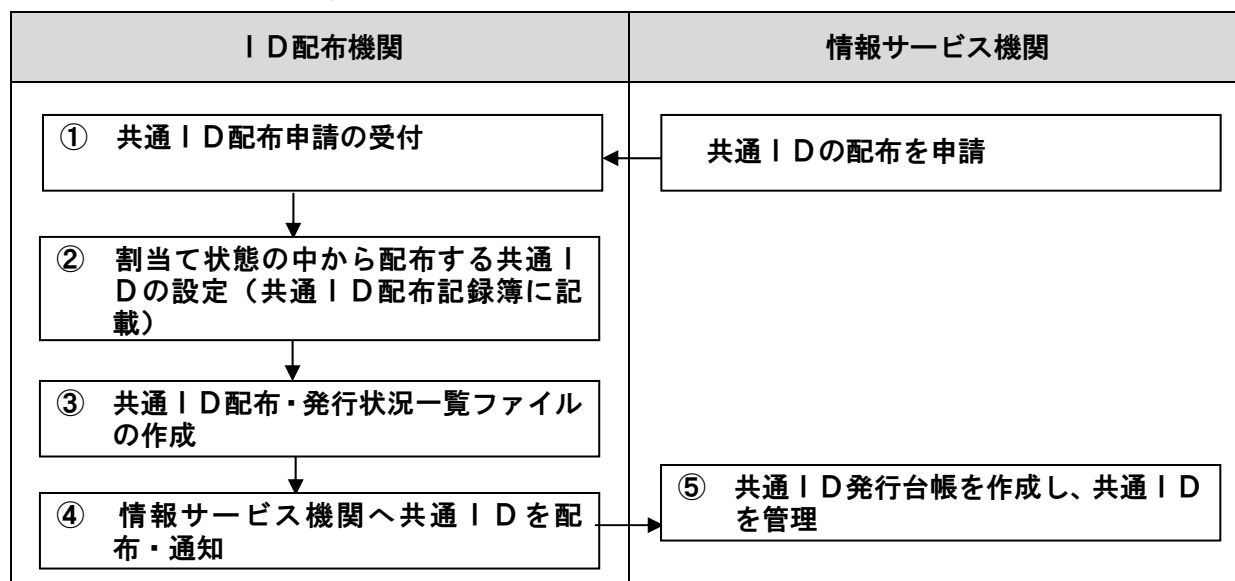 ＩＤ配布機関
情報サービス機関
① 共通ＩＤ配布申請の受付
共通ＩＤの配布を申請
② 割当て状態の中から配布する共通Ｉ
Ｄの設定（共通ＩＤ配布記録簿に記
載）
③ 共通ＩＤ配布・発行状況一覧ファイル
の作成
④ 情報サービス機関へ共通ＩＤを配
布・通知
⑤ 共通ＩＤ発行台帳を作成し、共通ＩＤ
を管理